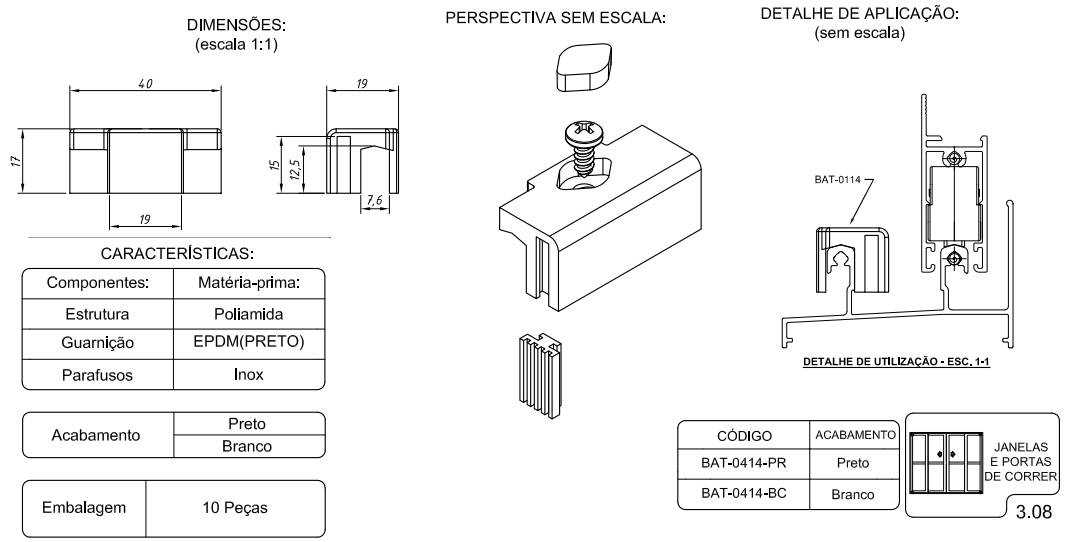 DIMENSÕES:
(escala 1:1)
40
17
19
19
15
12,5
7,6
PERSPECTIVA SEM ESCALA:
DETALHE DE APLICAÇÃO:
(sem escala)
BAT-0114
DETALHE DE UTILIZAÇÃO - ESC. 1-1
CARACTERÍSTICAS:
Componentes: Matéria-prima:
Estrutura Poliamida
Guarnição EPDM(PRETO)
Parafusos Inox
Acabamento Preto
Branco
Embalagem 10 Peças
CÓDIGO ACABAMENTO
BAT-0414-PR Preto
BAT-0414-BC Branco
JANELAS
E PORTAS
DE CORRER
3.08